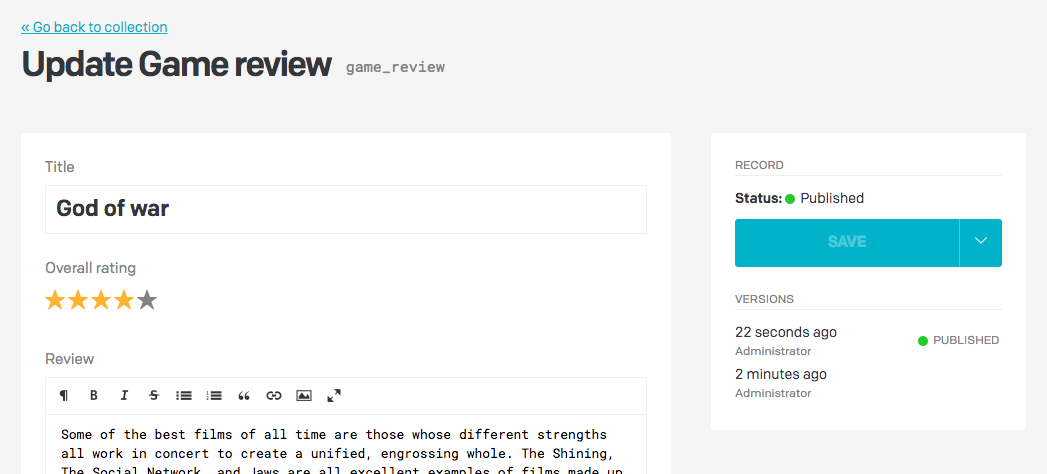 « Go back to collection
Update Game review game_review
Title
God of war
Overall rating
Review
B I S
Some of the best films of all time are those whose different strengths
all work in concert to create a unified, engrossing whole. The Shining,
The Social Network, and Jaws are all excellent examples of films made up
RECORD
Status: Published
SAVE
VERSIONS
22 seconds ago
PUBLISHED
Administrator
2 minutes ago
Administrator